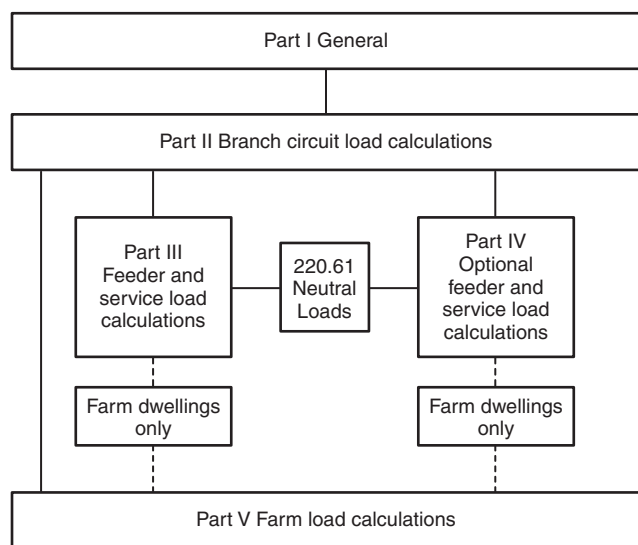 Part I General
Part II Branch circuit load calculations
Part III
Feeder and
service load
calculations
220.61
Neutral
Loads
Part IV
Optional
feeder and
service load
calculations
Farm dwellings
only
Farm dwellings
only
Part V Farm load calculations